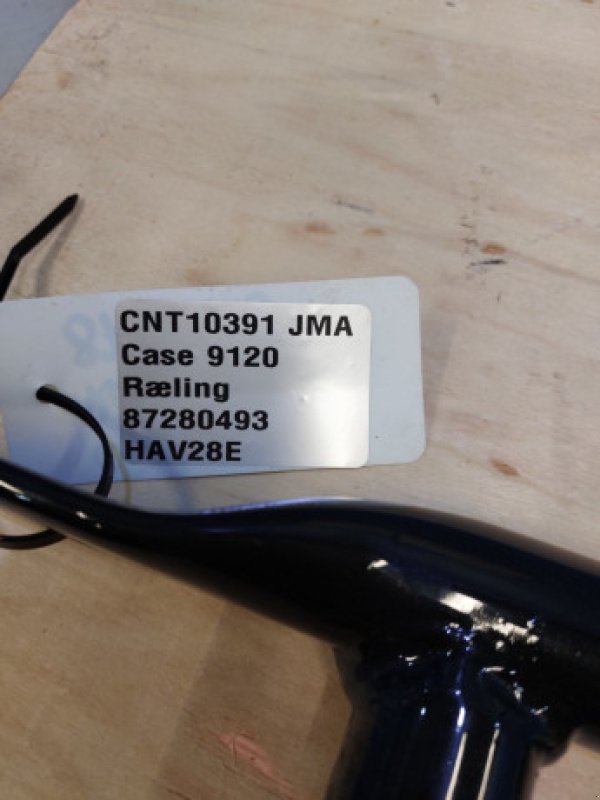 CNT10391 JMA
Case 9120
Ræling
87280493
HAV28E